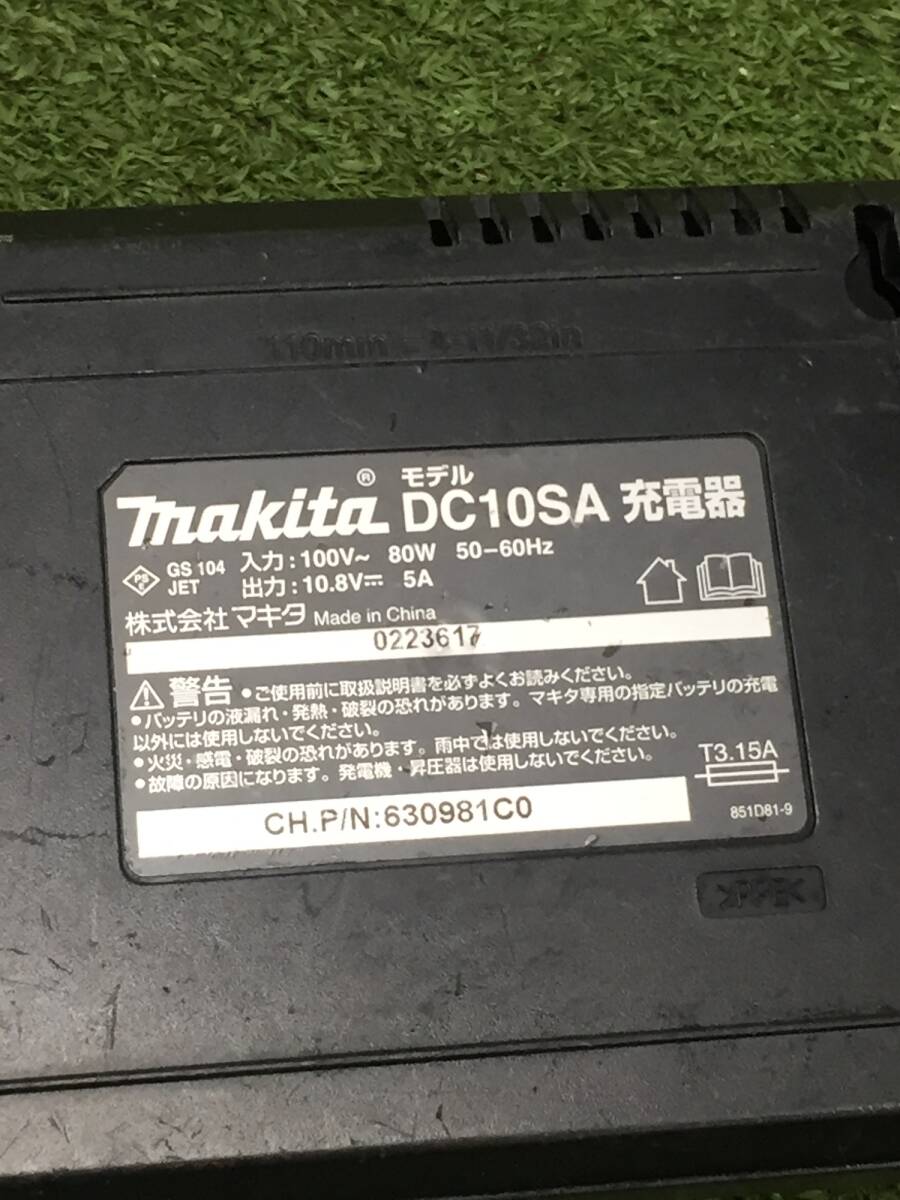 110mm - 4-11/32in
makita® モデル DC10SA 充電器
PS E GS 104 JET
入力:100V~ 80W 50-60Hz
出力:10.8V⎓ 5A
株式会社マキタ Made in China
0223617
⚠警告 ●ご使用前に取扱説明書を必ずよくお読みください。
●バッテリの液漏れ・発熱・破裂の恐れがあります。マキタ専用の指定バッテリの充電
以外には使用しないでください。
●火災・感電・破裂の恐れがあります。雨中では使用しないでください。
●故障の原因になります。発電機・昇圧器は使用しないでください。
T3.15A
851D81-9
CH.P/N:630981C0
>PPE<